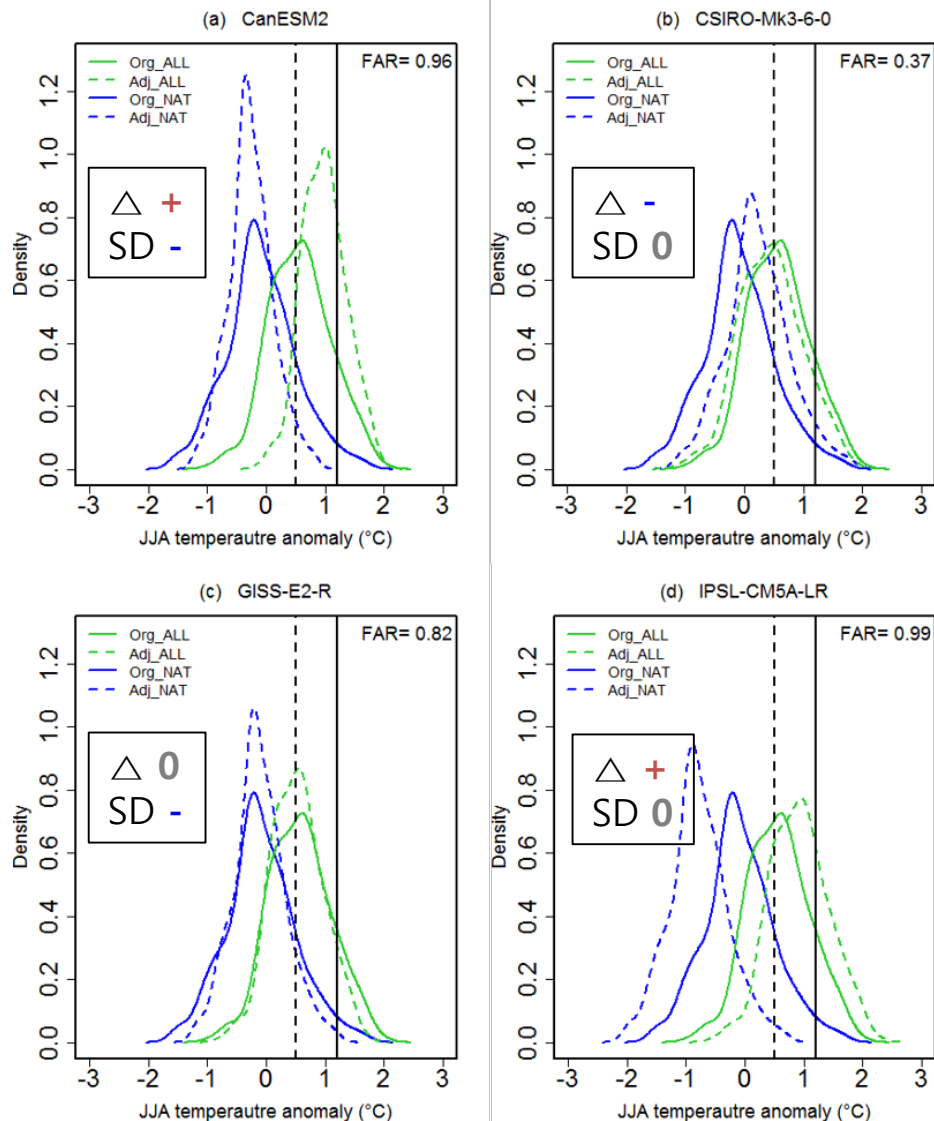 (a) CanESM2
Org_ALL
Adj_ALL
Org_NAT
Adj_NAT
FAR= 0.96
△ +
SD -
Density
0.0 0.2 0.4 0.6 0.8 1.0 1.2
-3 -2 -1 0 1 2 3
JJA temperautre anomaly (°C)
(b) CSIRO-Mk3-6-0
Org_ALL
Adj_ALL
Org_NAT
Adj_NAT
FAR= 0.37
△ -
SD 0
Density
0.0 0.2 0.4 0.6 0.8 1.0 1.2
-3 -2 -1 0 1 2 3
JJA temperautre anomaly (°C)
(c) GISS-E2-R
Org_ALL
Adj_ALL
Org_NAT
Adj_NAT
FAR= 0.82
△ 0
SD -
Density
0.0 0.2 0.4 0.6 0.8 1.0 1.2
-3 -2 -1 0 1 2 3
JJA temperautre anomaly (°C)
(d) IPSL-CM5A-LR
Org_ALL
Adj_ALL
Org_NAT
Adj_NAT
FAR= 0.99
△ +
SD 0
Density
0.0 0.2 0.4 0.6 0.8 1.0 1.2
-3 -2 -1 0 1 2 3
JJA temperautre anomaly (°C)